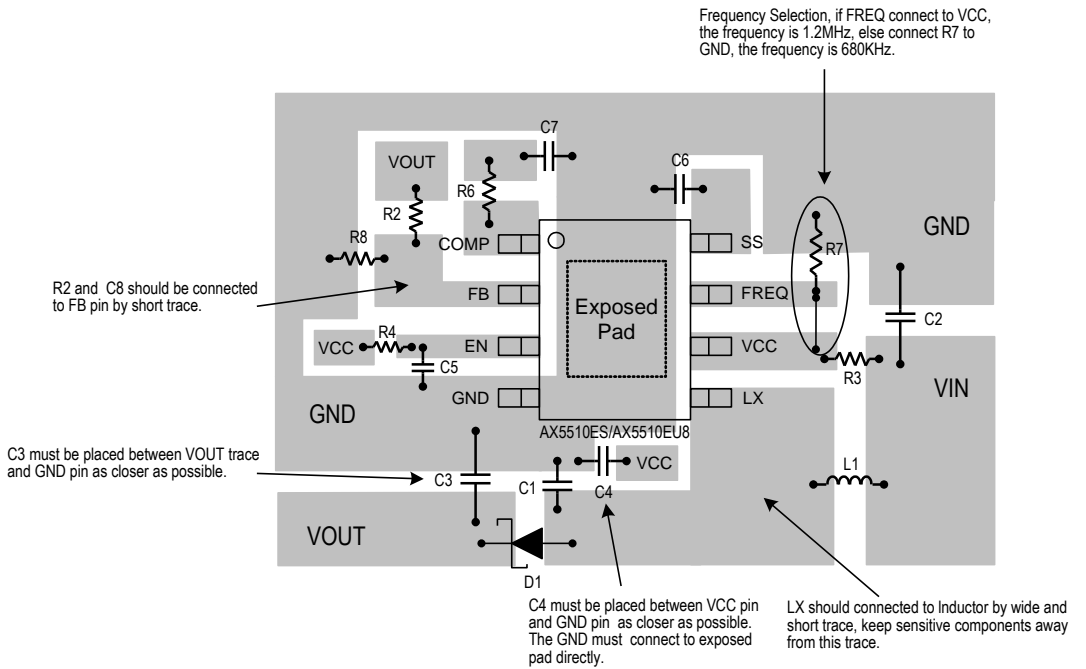 Frequency Selection, if FREQ connect to VCC,
the frequency is 1.2MHz, else connect R7 to
GND, the frequency is 680KHz.
C7
VOUT
C6
R6
R2
GND
COMP
SS
R7
R8
R2 and C8 should be connected
to FB pin by short trace.
FB
Exposed
Pad
FREQ
C2
R4
VCC
EN
VCC
C5
R3
VIN
GND
GND
LX
AX5510ES/AX5510EU8
C3 must be placed between VOUT trace
and GND pin as closer as possible.
VCC
L1
C3
C1
C4
VOUT
D1
C4 must be placed between VCC pin
and GND pin as closer as possible.
The GND must connect to exposed
pad directly.
LX should connected to Inductor by wide and
short trace, keep sensitive components away
from this trace.